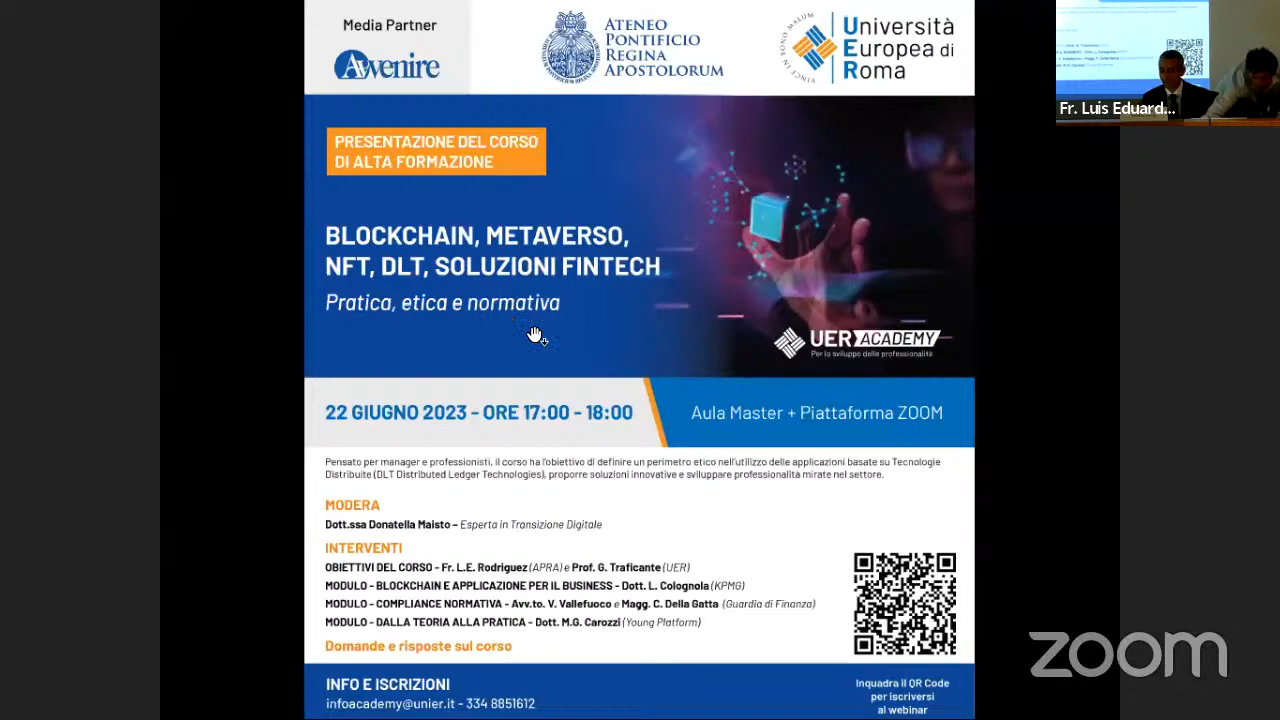 Media Partner
Avvenire
ATENEO
PONTIFICIO
REGINA
APOSTOLORUM
VINCE IN BONO MALUM
Università
Europea di
Roma
Fr. Luis Eduard...
PRESENTAZIONE DEL CORSO
DI ALTA FORMAZIONE
BLOCKCHAIN, METAVERSO,
NFT, DLT, SOLUZIONI FINTECH
Pratica, etica e normativa
UER ACADEMY
Per lo sviluppo delle professionalità
22 GIUGNO 2023 - ORE 17:00 - 18:00
Aula Master + Piattaforma ZOOM
Pensato per manager e professionisti, il corso ha l'obiettivo di definire un perimetro etico nell'utilizzo delle applicazioni basate su Tecnologie
Distribuite (DLT Distributed Ledger Technologies), proporre soluzioni innovative e sviluppare professionalità mirate nel settore.
MODERA
Dott.ssa Donatella Maisto – Esperta in Transizione Digitale
INTERVENTI
OBIETTIVI DEL CORSO - Fr. L.E. Rodriguez (APRA) e Prof. G. Traficante (UER)
MODULO - BLOCKCHAIN E APPLICAZIONE PER IL BUSINESS - Dott. L. Colognola (KPMG)
MODULO - COMPLIANCE NORMATIVA - Avv.to. V. Vallefuoco e Magg. C. Della Gatta (Guardia di Finanza)
MODULO - DALLA TEORIA ALLA PRATICA - Dott. M.G. Carozzi (Young Platform)
Domande e risposte sul corso
INFO E ISCRIZIONI
infoacademy@unier.it - 334 8851612
Inquadra il QR Code
per iscriversi
al webinar
zoom